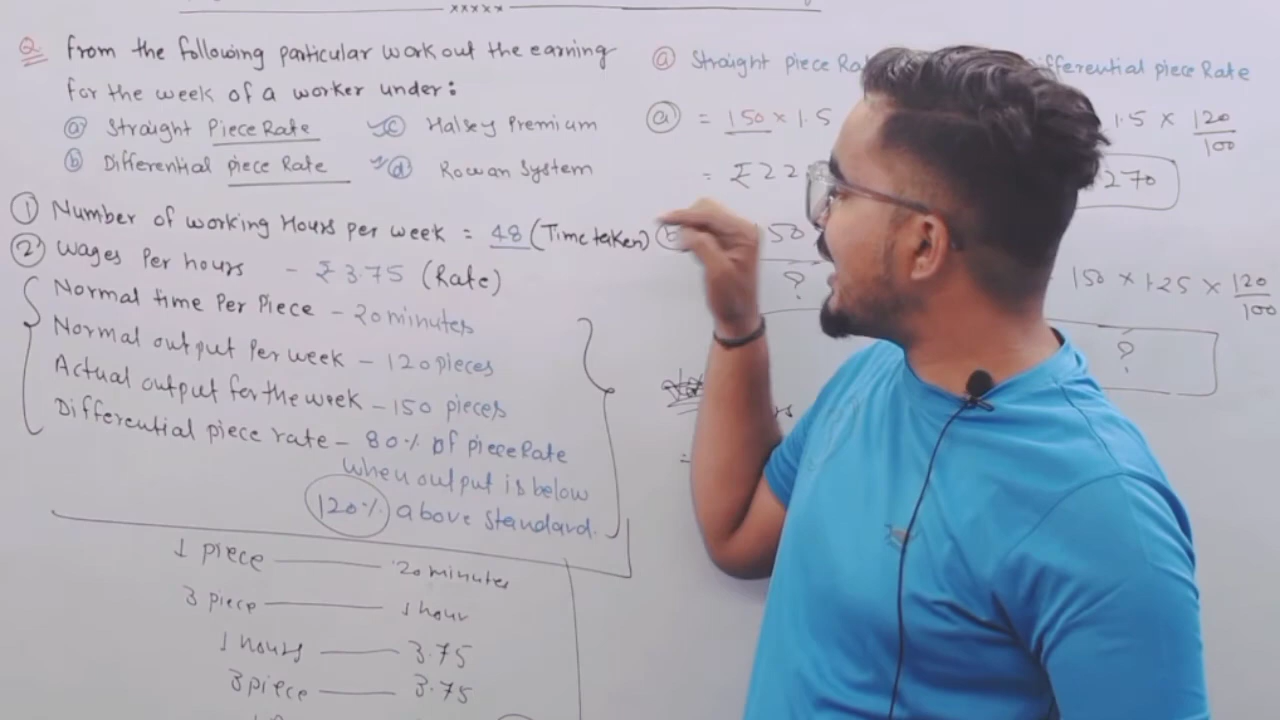 xxxxx
Q From the following particular work out the earning
for the week of a worker under:
(a) Straight Piece Rate (c) Halsey Premium
(b) Differential piece Rate (d) Rowan System
(1) Number of working Hours per week = 48 (Time taken)
(2) Wages Per hours - ₹3.75 (Rate)
Normal time Per Piece - 20 minutes
Normal output Per week - 120 pieces
Actual output for the week - 150 pieces
Differential piece rate - 80% of piece Rate
when output is below
120% above standard.
1 piece 20 minutes
3 piece 1 hour
1 hours 3.75
3 piece 3.75
(a) Straight piece Differential piece Rate
(a) = 150 × 1.5 1.5 × 120/100
= ₹22 270
50 150 × 1.25 × 120/100
? ?
=